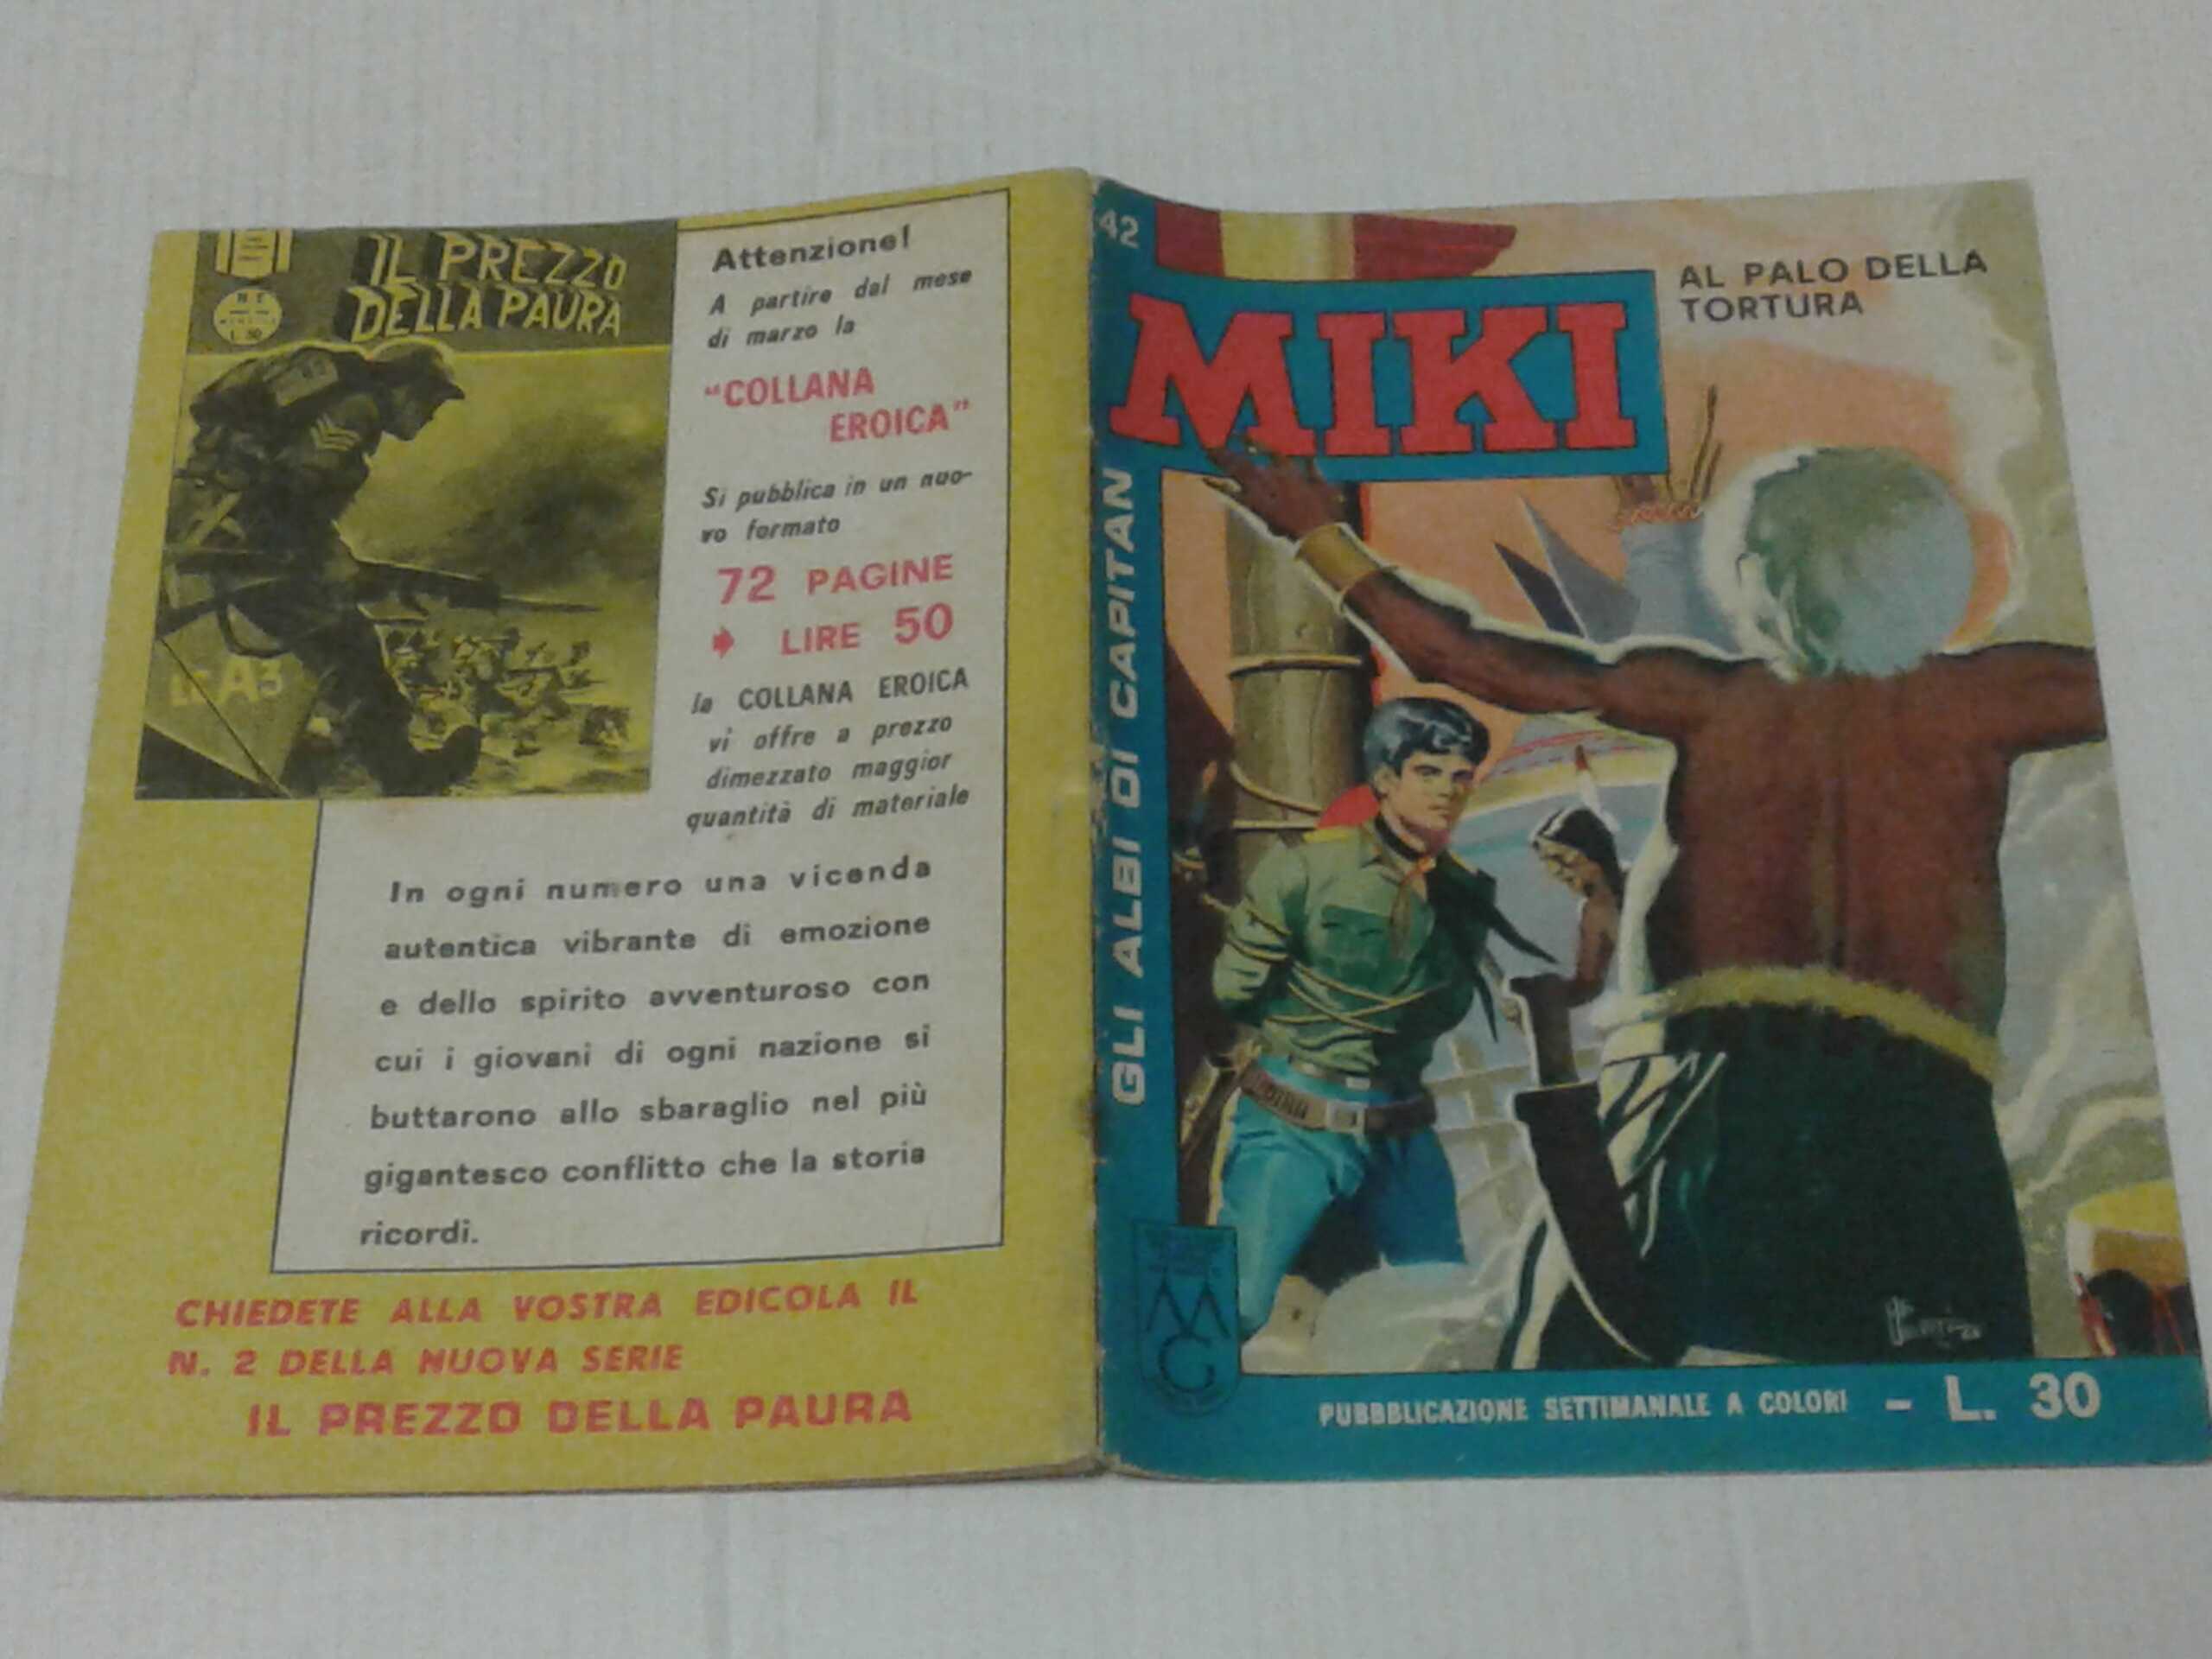 IL PREZZO
DELLA PAURA
L. 50
A3
Attenzione!
A partire dal mese
di marzo la
"COLLANA
EROICA"
Si pubblica in un nuo-
vo formato
72 PAGINE
LIRE 50
la COLLANA EROICA
vi offre a prezzo
dimezzato maggior
quantità di materiale
In ogni numero una vicenda
autentica vibrante di emozione
e dello spirito avventuroso con
cui i giovani di ogni nazione si
buttarono allo sbaraglio nel più
gigantesco conflitto che la storia
ricordi.
CHIEDETE ALLA VOSTRA EDICOLA IL
N. 2 DELLA NUOVA SERIE
IL PREZZO DELLA PAURA
42
GLI ALBI DI CAPITAN
MIKI
AL PALO DELLA
TORTURA
MG
PUBBBLICAZIONE SETTIMANALE A COLORI - L. 30